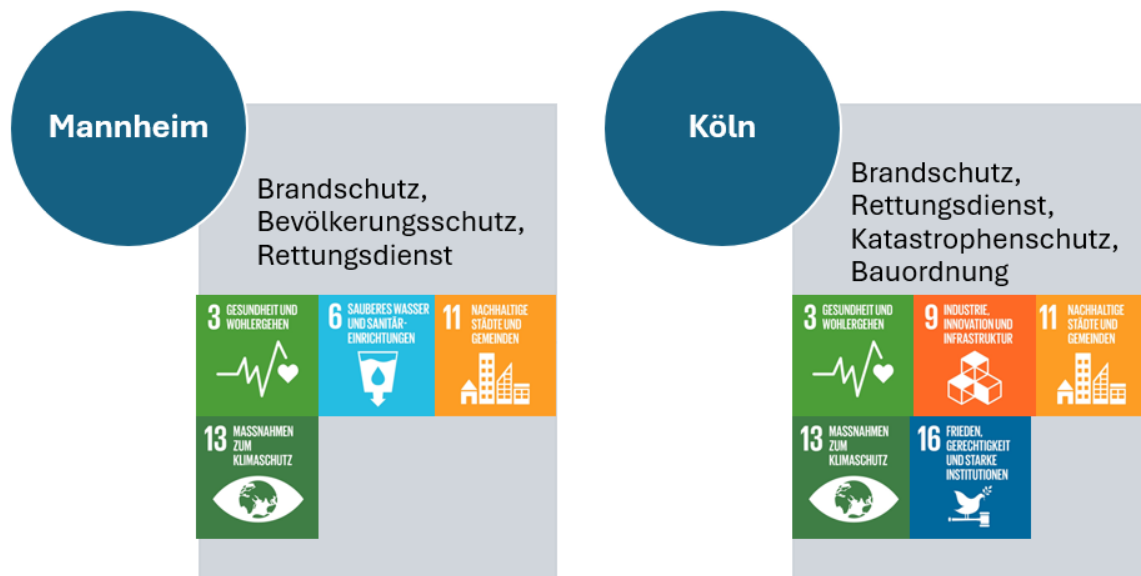 Mannheim
Brandschutz,
Bevölkerungsschutz,
Rettungsdienst
3 GESUNDHEIT UND
WOHLERGEHEN
6 SAUBERES WASSER
UND SANITÄR-
EINRICHTUNGEN
11 NACHHALTIGE
STÄDTE UND
GEMEINDEN
13 MASSNAHMEN
ZUM
KLIMASCHUTZ
Köln
Brandschutz,
Rettungsdienst,
Katastrophenschutz,
Bauordnung
3 GESUNDHEIT UND
WOHLERGEHEN
9 INDUSTRIE,
INNOVATION UND
INFRASTRUKTUR
11 NACHHALTIGE
STÄDTE UND
GEMEINDEN
13 MASSNAHMEN
ZUM
KLIMASCHUTZ
16 FRIEDEN,
GERECHTIGKEIT
UND STARKE
INSTITUTIONEN